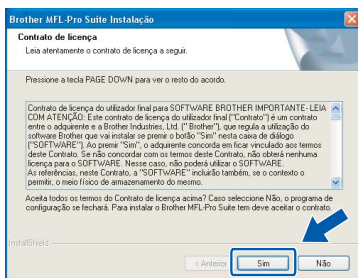 Brother MFL-Pro Suite Instalação
Contrato de licença
Leia atentamente o contrato de licença a seguir.
Pressione a tecla PAGE DOWN para ver o resto do acordo.
Contrato de licença do utilizador final para SOFTWARE BROTHER IMPORTANTE- LEIA
COM ATENÇÃO: Este contrato de licença do utilizador final ("Contrato") é um contrato
entre o adquirente e a Brother Industries, Ltd. (" Brother"), que regula a utilização do
software Brother que vai instalar se premir o botão "Sim" nesta caixa de diálogo
("SOFTWARE"). Ao premir "Sim", o adquirente concorda em ficar vinculado aos termos
deste Contrato. Se não concordar com os termos deste Contrato, não obterá nenhuma
licença para o SOFTWARE. Nesse caso, não poderá utilizar o SOFTWARE.
As referências, neste Contrato, a "SOFTWARE" incluirão também, se o contexto o
permitir, o meio físico de armazenamento do mesmo.
Aceita todos os termos do Contrato de licença acima? Caso seleccione Não, o programa de
configuração se fechará. Para instalar o Brother MFL-Pro Suite tem deve aceitar o contrato.
InstallShield
< Anterior
Sim
Não